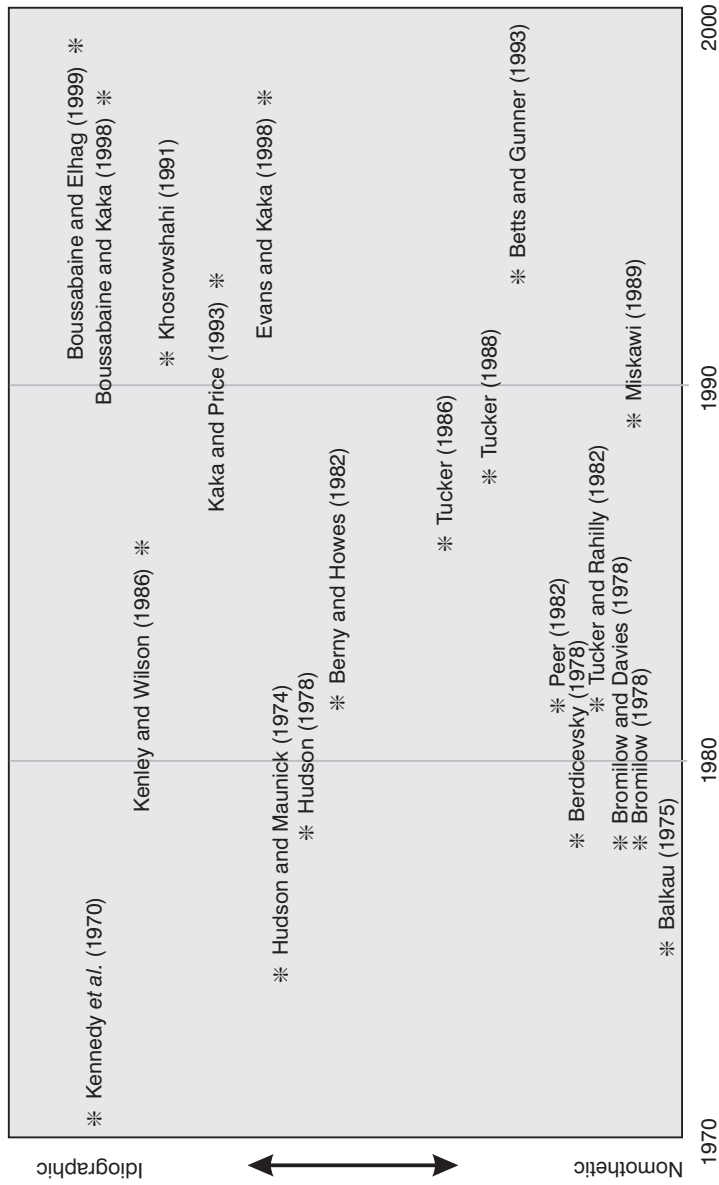 Idiographic
Nomothetic
Boussabaine and Elhag (1999) ✻
✻ Kennedy et al. (1970)
Boussabaine and Kaka (1998) ✻
Kenley and Wilson (1986) ✻
✻ Khosrowshahi (1991)
Kaka and Price (1993) ✻
Evans and Kaka (1998) ✻
✻ Hudson and Maunick (1974)
✻ Hudson (1978)
✻ Berny and Howes (1982)
✻ Tucker (1986)
✻ Tucker (1988)
✻ Betts and Gunner (1993)
✻ Peer (1982)
✻ Berdicevsky (1978)
✻ Tucker and Rahilly (1982)
✻ Bromilow and Davies (1978)
✻ Miskawi (1989)
✻ Bromilow (1978)
✻ Balkau (1975)
1970
1980
1990
2000